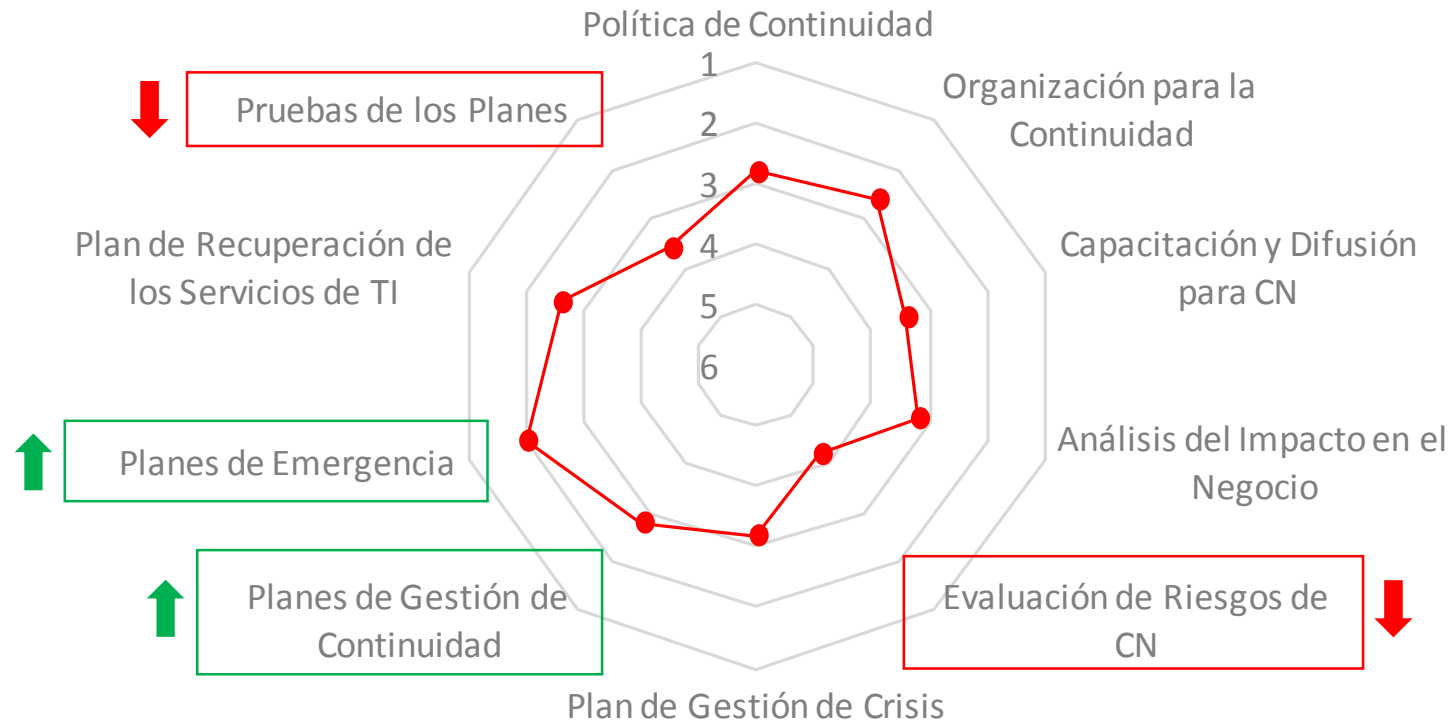 Política de Continuidad
1
2
3
4
5
6
Organización para la
Continuidad
Capacitación y Difusión
para CN
Análisis del Impacto en el
Negocio
Evaluación de Riesgos de
CN
Plan de Gestión de Crisis
Planes de Gestión de
Continuidad
Planes de Emergencia
Plan de Recuperación de
los Servicios de TI
Pruebas de los Planes